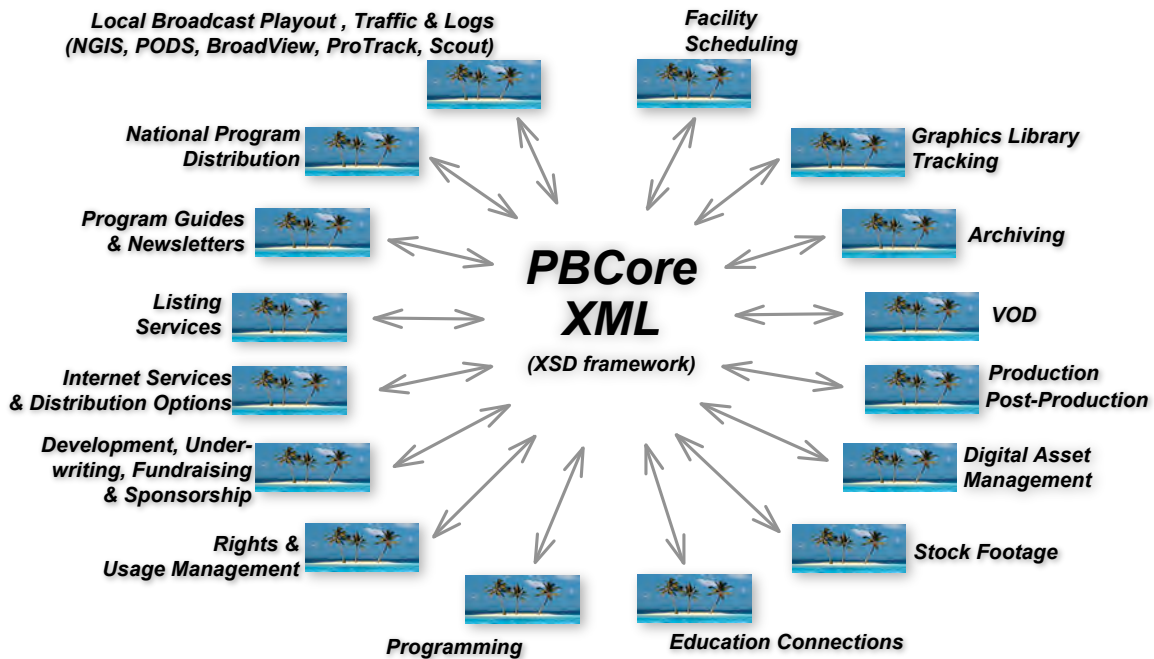 Local Broadcast Playout , Traffic & Logs
(NGIS, PODS, BroadView, ProTrack, Scout)
Facility
Scheduling
National Program
Distribution
Graphics Library
Tracking
Program Guides
& Newsletters
Archiving
PBCore
XML
(XSD framework)
Listing
Services
VOD
Internet Services
& Distribution Options
Production
Post-Production
Development, Under-
writing, Fundraising
& Sponsorship
Digital Asset
Management
Rights &
Usage Management
Stock Footage
Programming
Education Connections